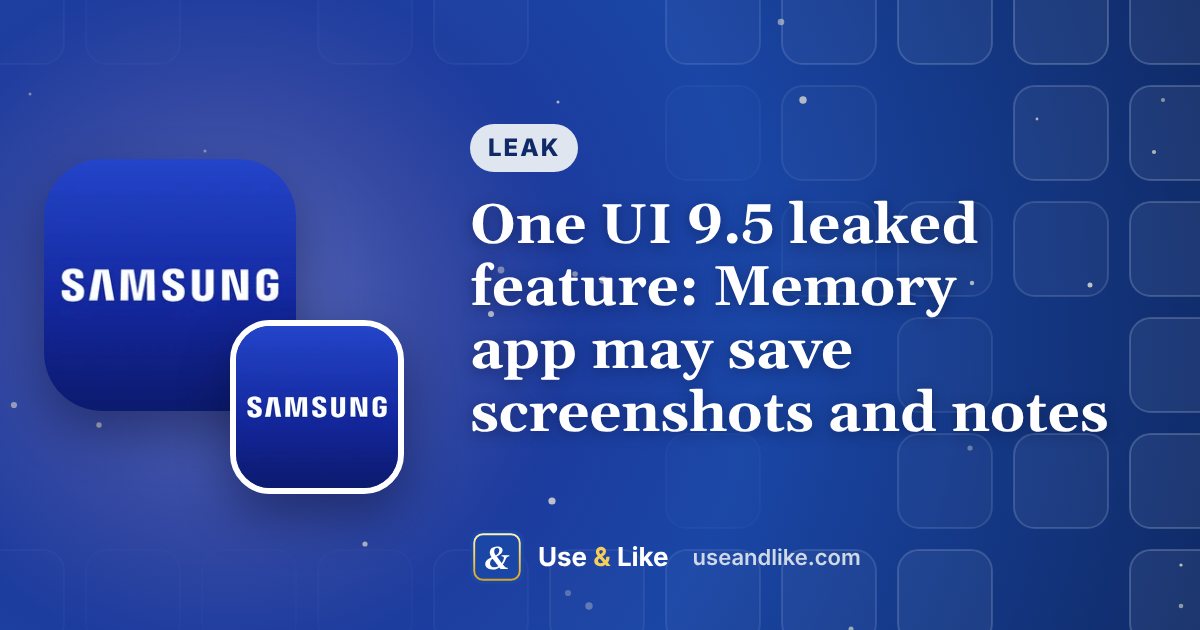 SAMSUNG
SAMSUNG
LEAK
One UI 9.5 leaked
feature: Memory
app may save
screenshots and notes
& Use & Like useandlike.com